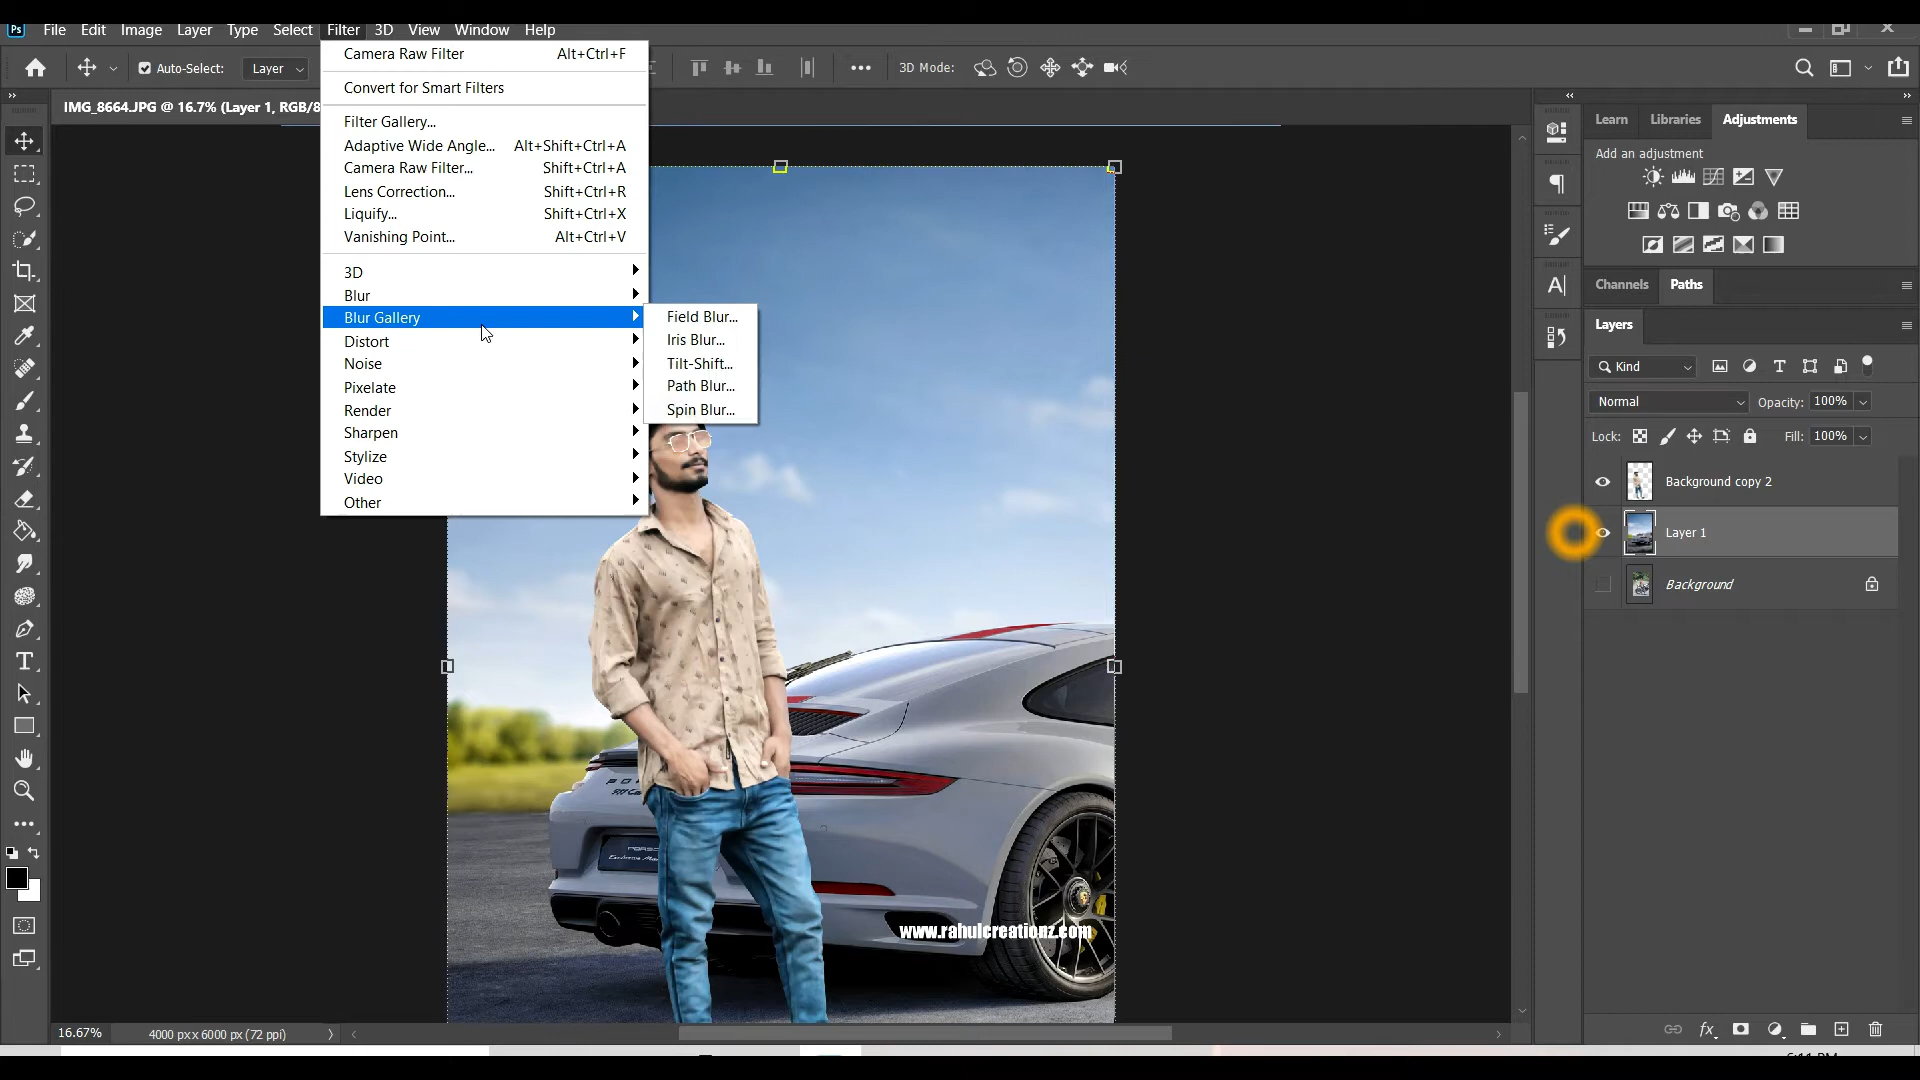 Ps File Edit Image Layer Type Select Filter 3D View Window Help
Auto-Select: Layer
3D Mode:
IMG_8664.JPG @ 16.7% (Layer 1, RGB/8
Camera Raw Filter Alt+Ctrl+F
Convert for Smart Filters
Filter Gallery...
Adaptive Wide Angle... Alt+Shift+Ctrl+A
Camera Raw Filter... Shift+Ctrl+A
Lens Correction... Shift+Ctrl+R
Liquify... Shift+Ctrl+X
Vanishing Point... Alt+Ctrl+V
3D
Blur
Blur Gallery
Distort
Noise
Pixelate
Render
Sharpen
Stylize
Video
Other
Field Blur...
Iris Blur...
Tilt-Shift...
Path Blur...
Spin Blur...
Learn Libraries Adjustments
Add an adjustment
Channels Paths
Layers
Kind
Normal Opacity: 100%
Lock: Fill: 100%
Background copy 2
Layer 1
Background
www.rahulcreationz.com
16.67% 4000 px x 6000 px (72 ppi)